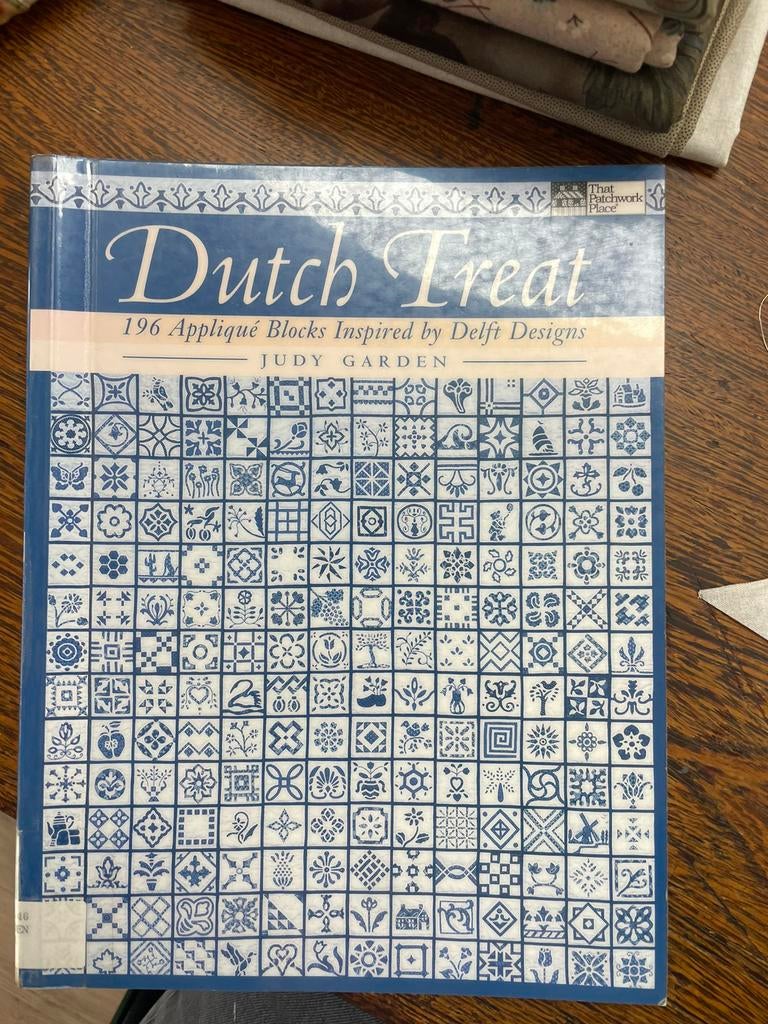 That
Patchwork
Place®
Dutch Treat
196 Appliqué Blocks Inspired by Delft Designs
JUDY GARDEN